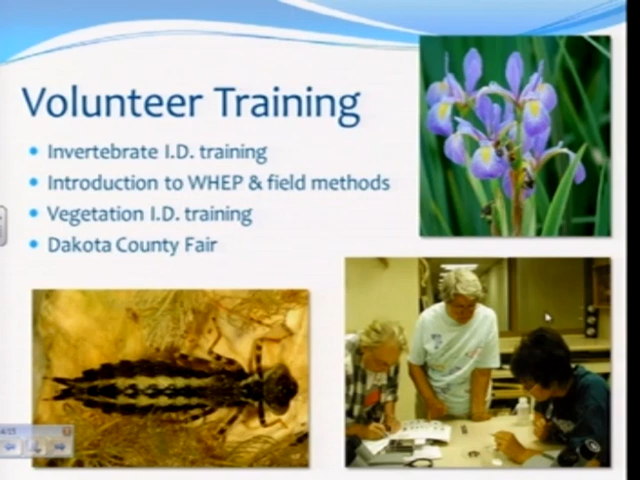 Volunteer Training
Invertebrate I.D. training
Introduction to WHEP & field methods
Vegetation I.D. training
Dakota County Fair